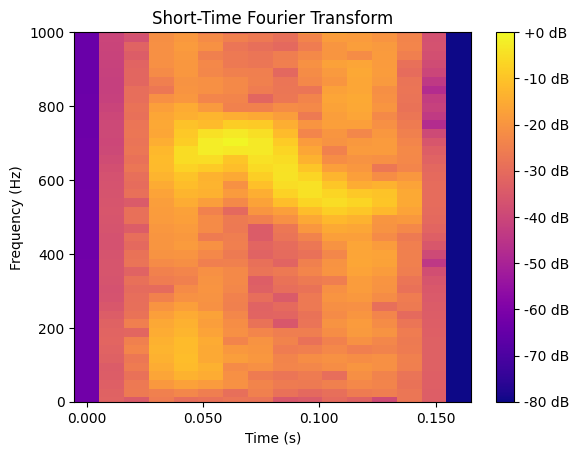 Short-Time Fourier Transform
1000
800
600
400
200
0
Frequency (Hz)
0.000
0.050
0.100
0.150
Time (s)
+0 dB
-10 dB
-20 dB
-30 dB
-40 dB
-50 dB
-60 dB
-70 dB
-80 dB